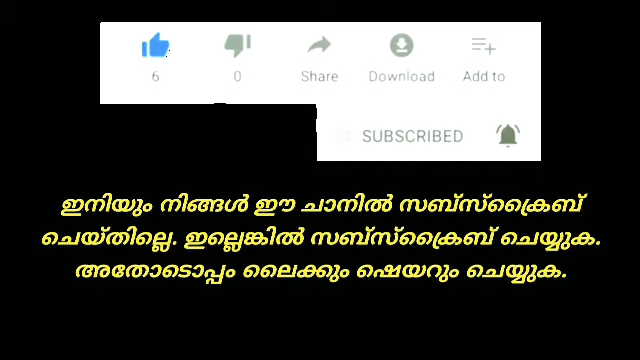 6 0 Share Download Add to
SUBSCRIBED
ഇനിയും നിങ്ങൾ ഈ ചാനിൽ സബ്സ്ക്രൈബ്
ചെയ്തില്ലെ. ഇല്ലെങ്കിൽ സബ്സ്ക്രൈബ് ചെയ്യുക.
അതോടൊപ്പം ലൈക്കും ഷെയറും ചെയ്യുക.